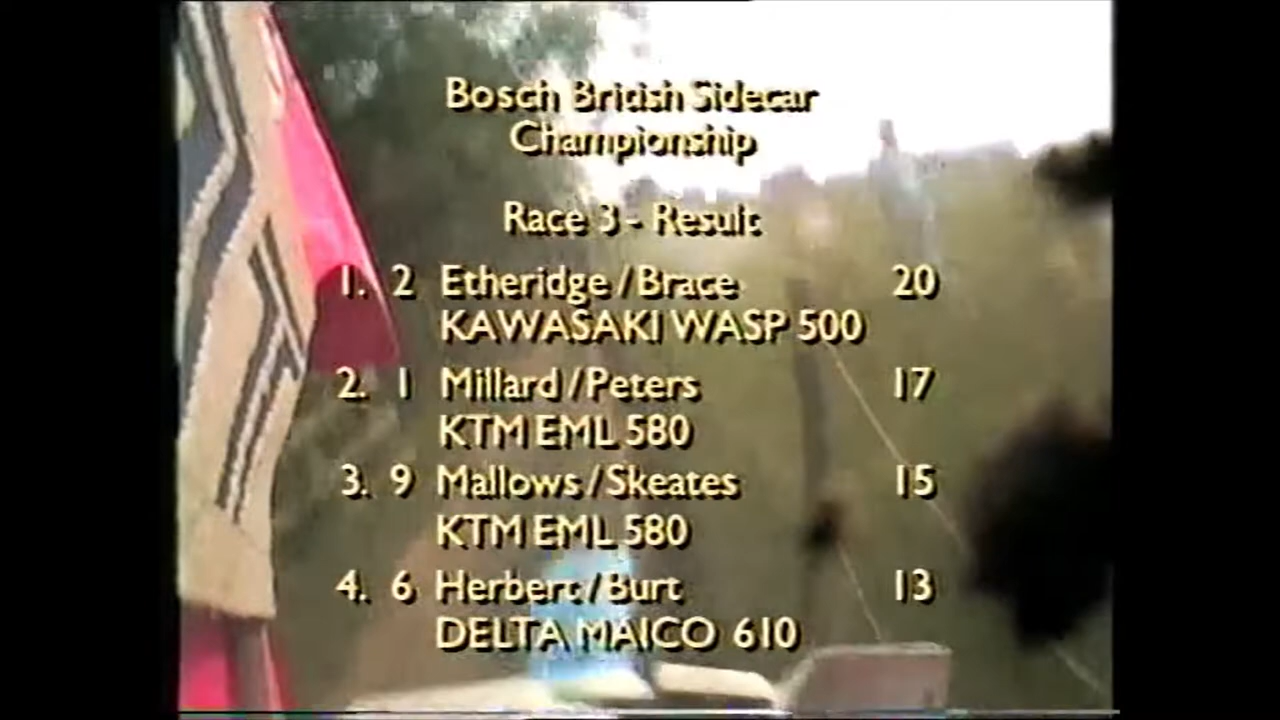 Bosch British Sidecar
Championship
Race 3 - Result
1. 2 Etheridge/Brace 20
KAWASAKI WASP 500
2. 1 Millard/Peters 17
KTM EML 580
3. 9 Mallows/Skeates 15
KTM EML 580
4. 6 Herbert/Burt 13
DELTA MAICO 610